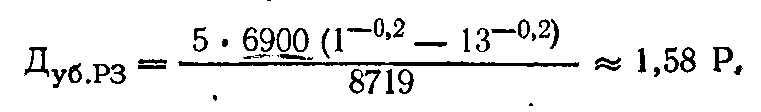 Д_уб.РЗ = 5 · 6900 (1^−0,2 — 13^−0,2) / 8719 ≈ 1,58 Р.